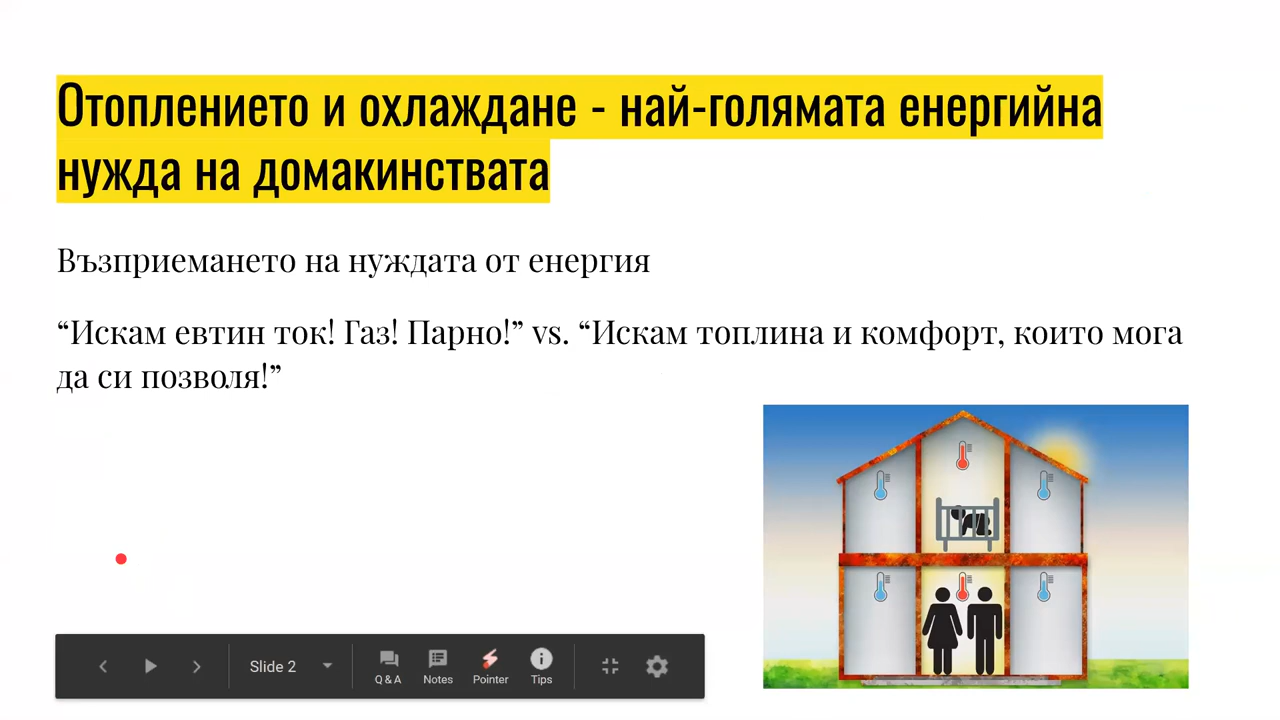 Отоплението и охлаждане - най-голямата енергийна
нужда на домакинствата
Възприемането на нуждата от енергия
“Искам евтин ток! Газ! Парно!” vs. “Искам топлина и комфорт, които мога
да си позволя!”
Slide 2
Q & A
Notes
Pointer
Tips